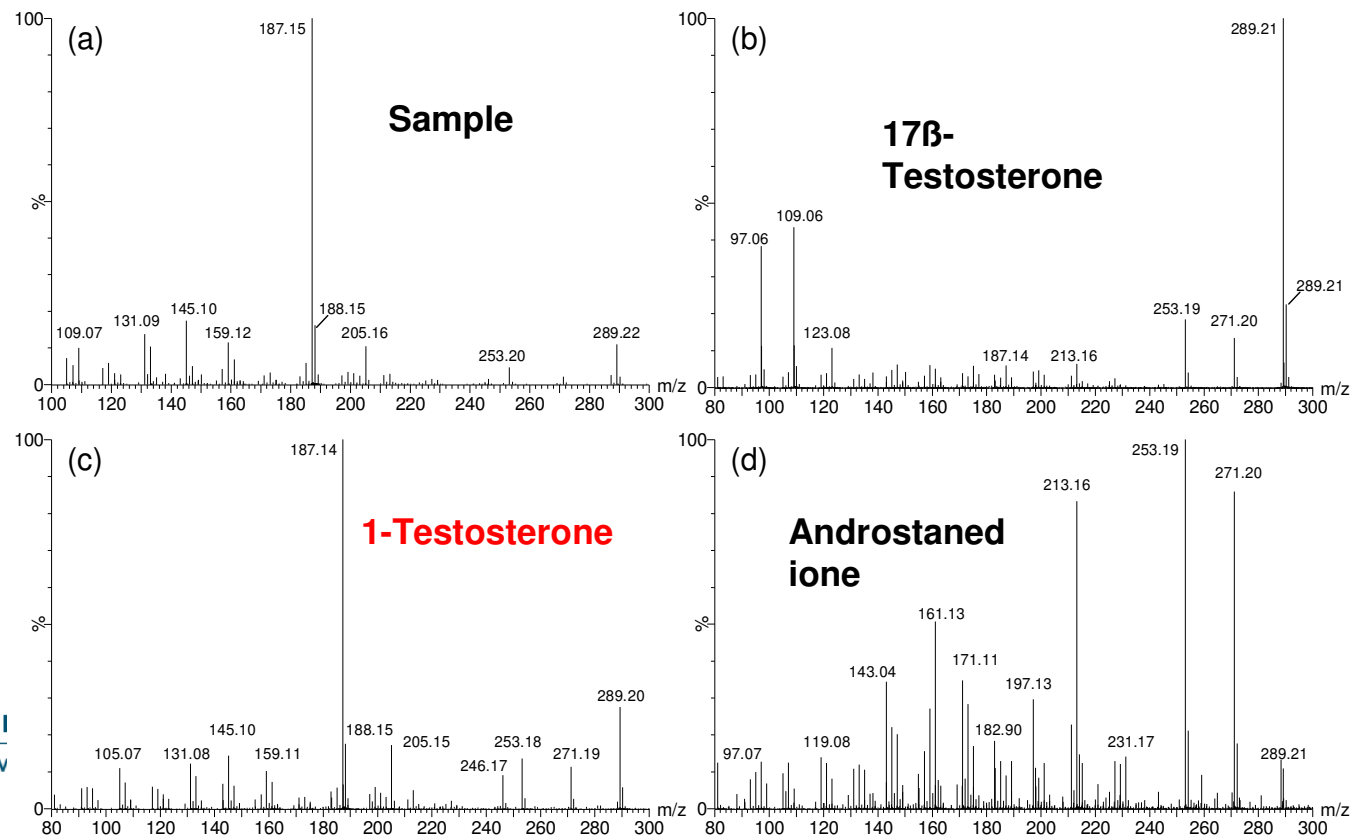 (a)
Sample
100
%
0
187.15
188.15
109.07
131.09
145.10
159.12
205.16
253.20
289.22
100 120 140 160 180 200 220 240 260 280 300
m/z
(b)
17ß-
Testosterone
100
%
0
289.21
97.06
109.06
123.08
187.14
213.16
253.19
271.20
289.21
80 100 120 140 160 180 200 220 240 260 280 300
m/z
(c)
1-Testosterone
100
%
0
187.14
105.07
131.08
145.10
159.11
188.15
205.15
246.17
253.18
271.19
289.20
80 100 120 140 160 180 200 220 240 260 280 300
m/z
(d)
Androstaned
ione
100
%
0
253.19
271.20
213.16
161.13
143.04
171.11
197.13
182.90
97.07
119.08
231.17
289.21
80 100 120 140 160 180 200 220 240 260 280 300
m/z